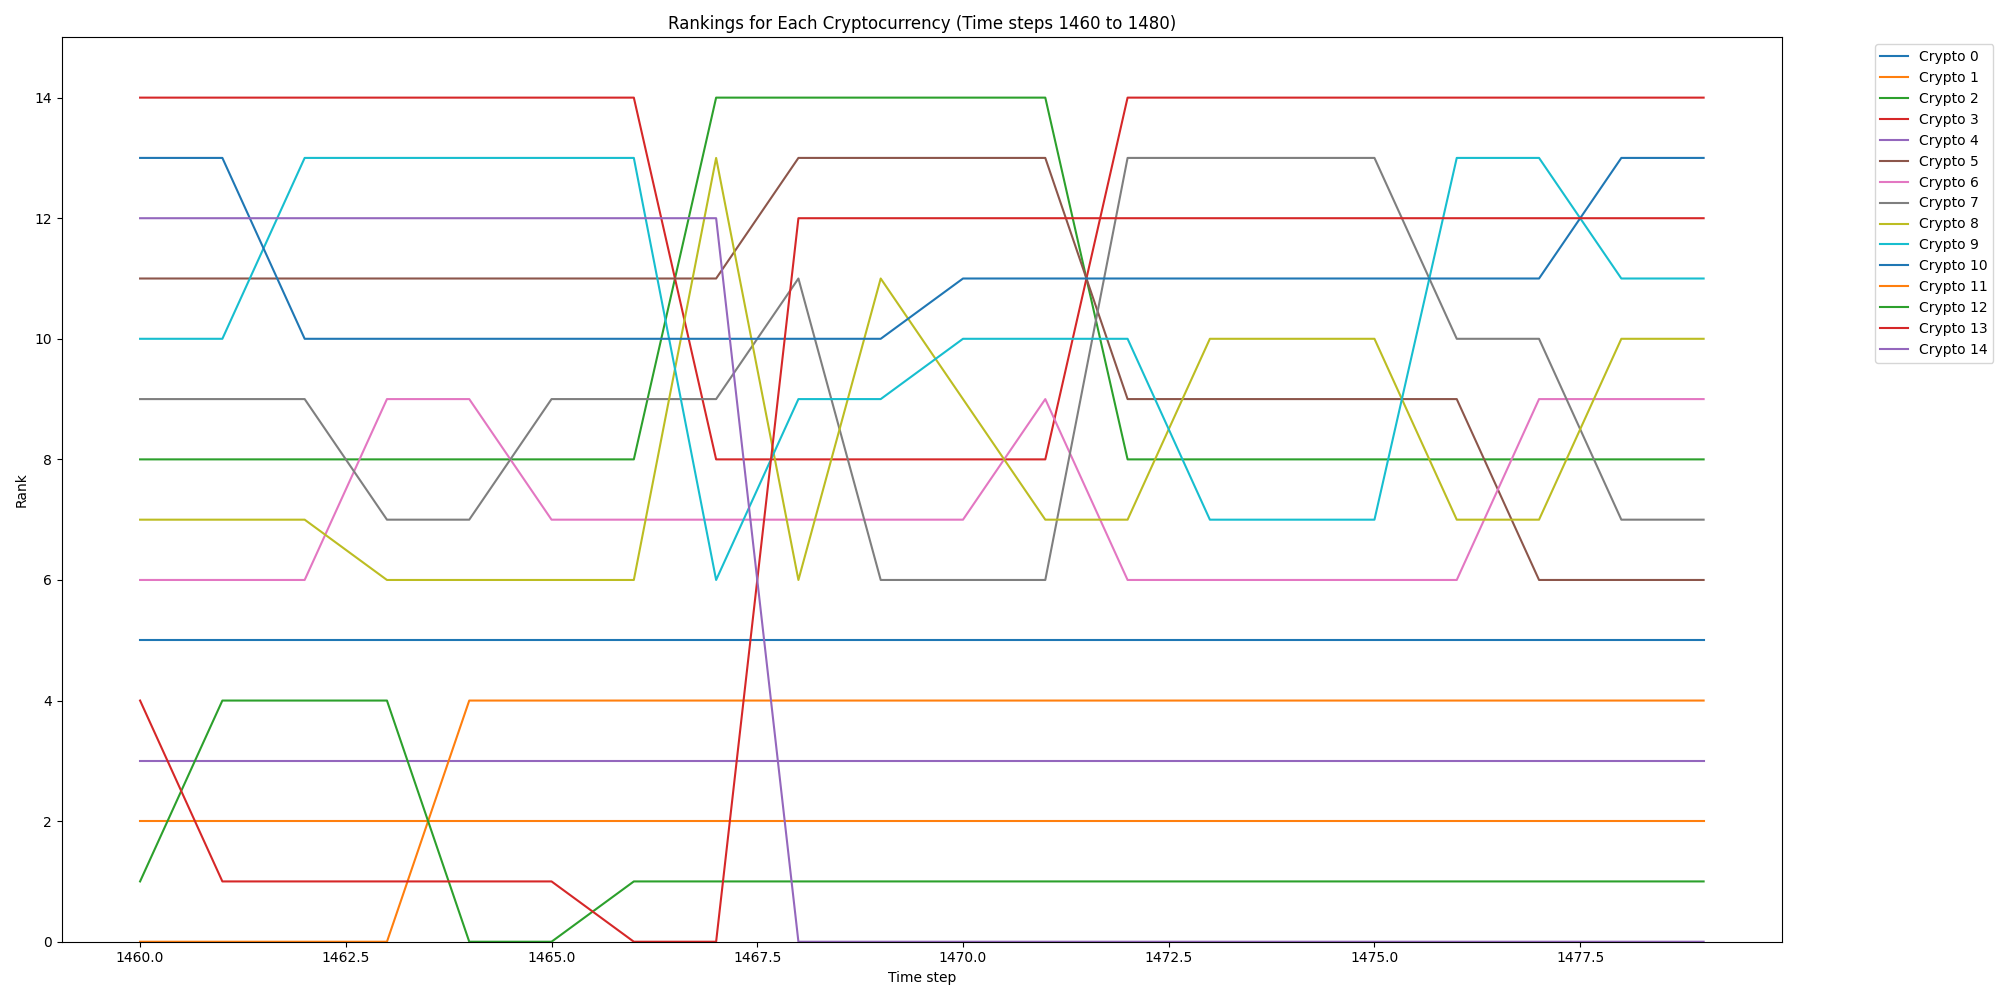 Rankings for Each Cryptocurrency (Time steps 1460 to 1480)
Rank
14
12
10
8
6
4
2
0
1460.0 1462.5 1465.0 1467.5 1470.0 1472.5 1475.0 1477.5
Time step
Crypto 0
Crypto 1
Crypto 2
Crypto 3
Crypto 4
Crypto 5
Crypto 6
Crypto 7
Crypto 8
Crypto 9
Crypto 10
Crypto 11
Crypto 12
Crypto 13
Crypto 14